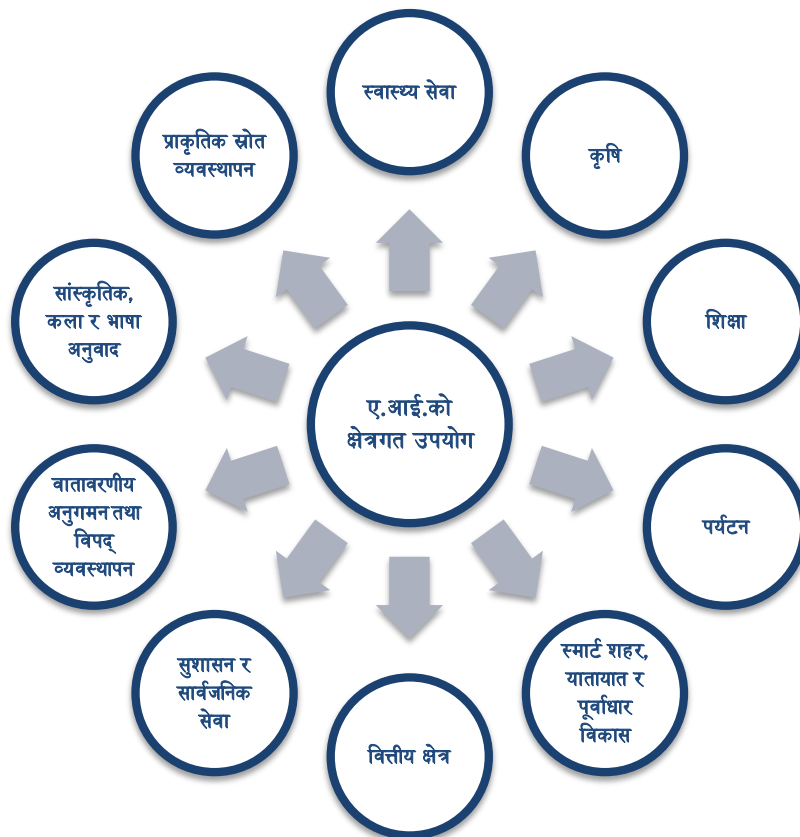 स्वास्थ्य सेवा
कृषि
शिक्षा
पर्यटन
स्मार्ट शहर,
यातायात र
पूर्वाधार
विकास
वित्तीय क्षेत्र
सुशासन र
सार्वजनिक
सेवा
वातावरणीय
अनुगमन तथा
विपद्
व्यवस्थापन
सांस्कृतिक,
कला र भाषा
अनुवाद
प्राकृतिक स्रोत
व्यवस्थापन
ए.आई.को
क्षेत्रगत उपयोग